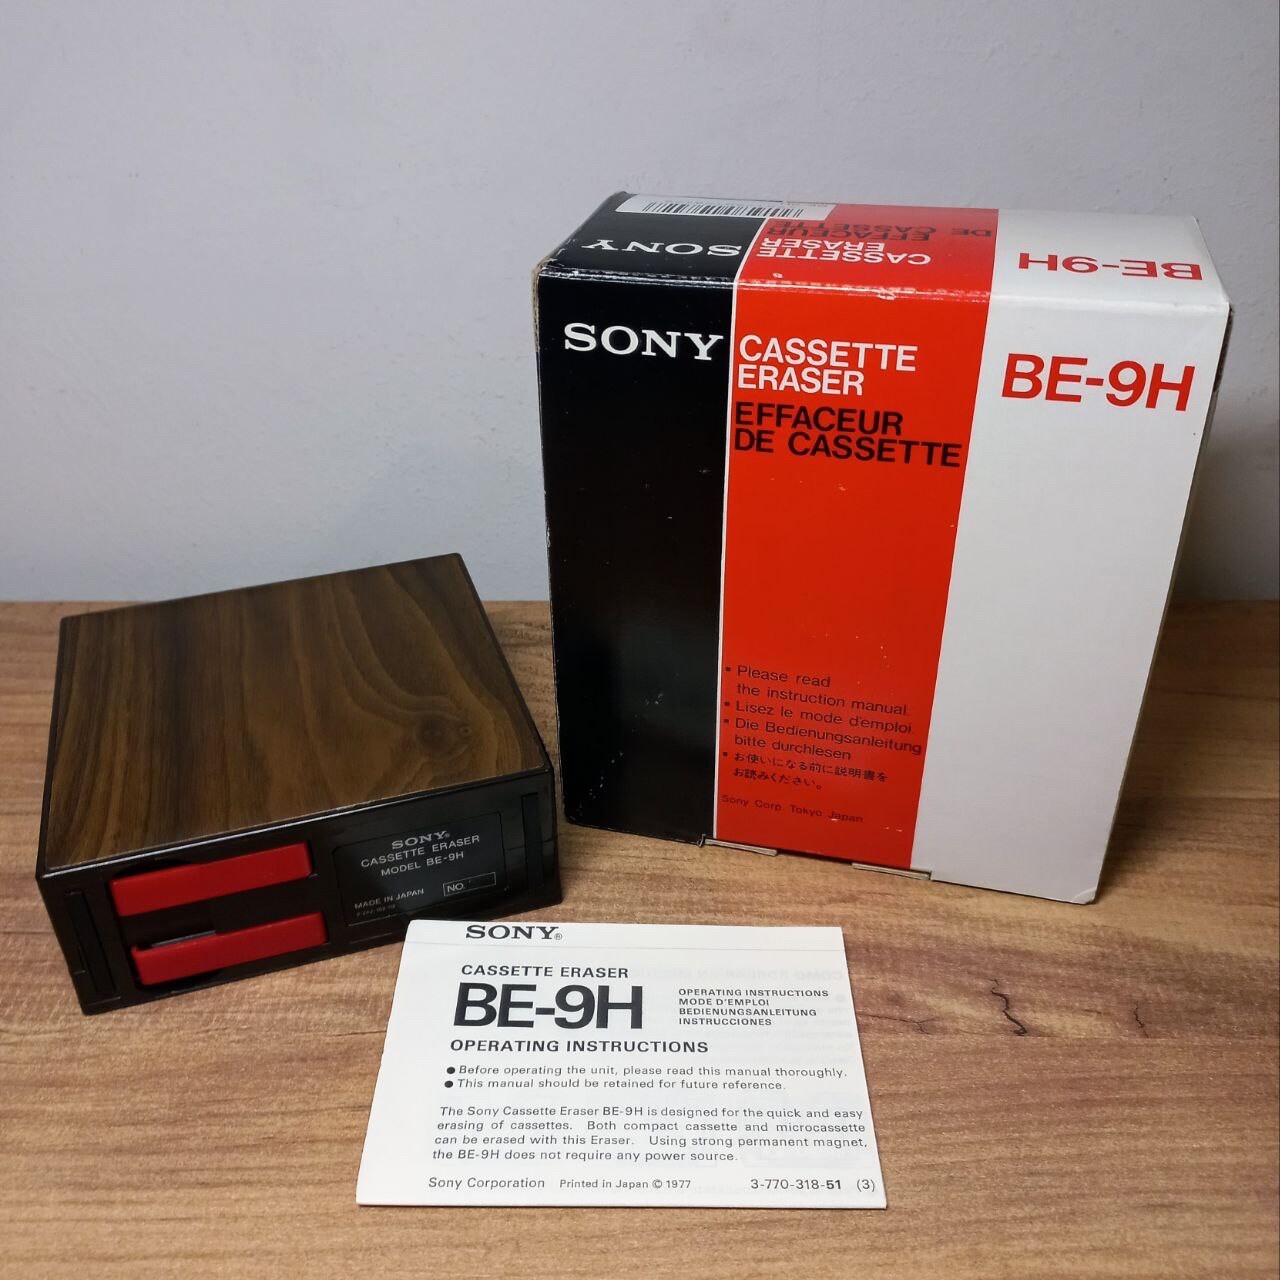 SONY
CASSETTE
ERASER
EFFACEUR
DE CASSETTE
BE-9H
SONY
CASSETTE
ERASER
EFFACEUR
DE CASSETTE
BE-9H
• Please read
the instruction manual.
• Lisez le mode d'emploi.
• Die Bedienungsanleitung
bitte durchlesen
• お使いになる前に説明書を
お読みください。
Sony Corp. Tokyo Japan
SONY®
CASSETTE ERASER
MODEL BE-9H
MADE IN JAPAN
NO.
SONY®
CASSETTE ERASER
BE-9H
OPERATING INSTRUCTIONS
MODE D'EMPLOI
BEDIENUNGSANLEITUNG
INSTRUCCIONES
OPERATING INSTRUCTIONS
● Before operating the unit, please read this manual thoroughly.
● This manual should be retained for future reference.
The Sony Cassette Eraser BE-9H is designed for the quick and easy
erasing of cassettes. Both compact cassette and microcassette
can be erased with this Eraser. Using strong permanent magnet,
the BE-9H does not require any power source.
Sony Corporation Printed in Japan © 1977 3-770-318-51 (3)